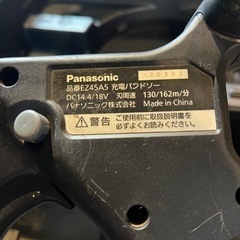 Panasonic
170303
品番EZ45A5 充電バンドソー
DC14.4/18V 刃周速 130/162m/分
パナソニック株式会社 Made in China
警告 ご使用前に取扱説明書を
必ずお読みください。